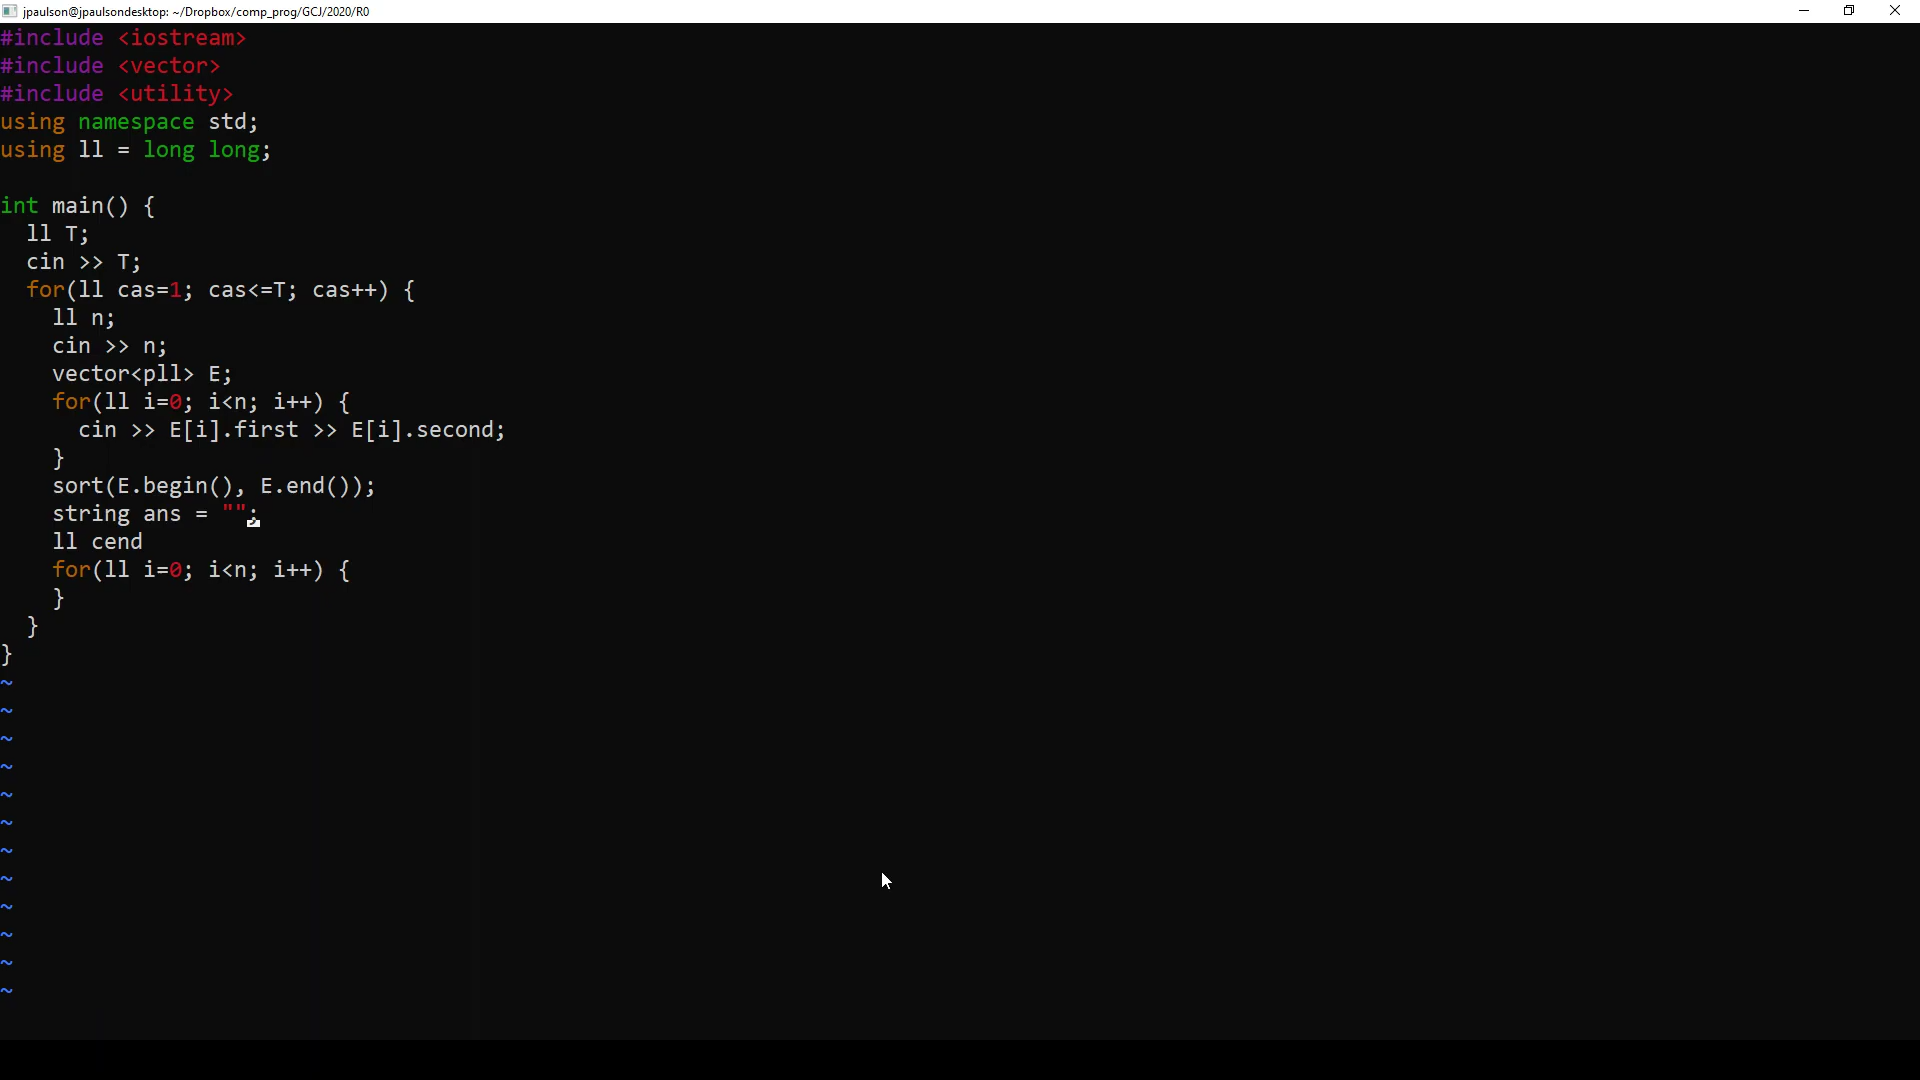 jpaulson@jpaulsondesktop: ~/Dropbox/comp_prog/GCJ/2020/R0
#include <iostream>
#include <vector>
#include <utility>
using namespace std;
using ll = long long;

int main() {
  ll T;
  cin >> T;
  for(ll cas=1; cas<=T; cas++) {
    ll n;
    cin >> n;
    vector<pll> E;
    for(ll i=0; i<n; i++) {
      cin >> E[i].first >> E[i].second;
    }
    sort(E.begin(), E.end());
    string ans = "";
    ll cend
    for(ll i=0; i<n; i++) {
    }
  }
}
~
~
~
~
~
~
~
~
~
~
~
~